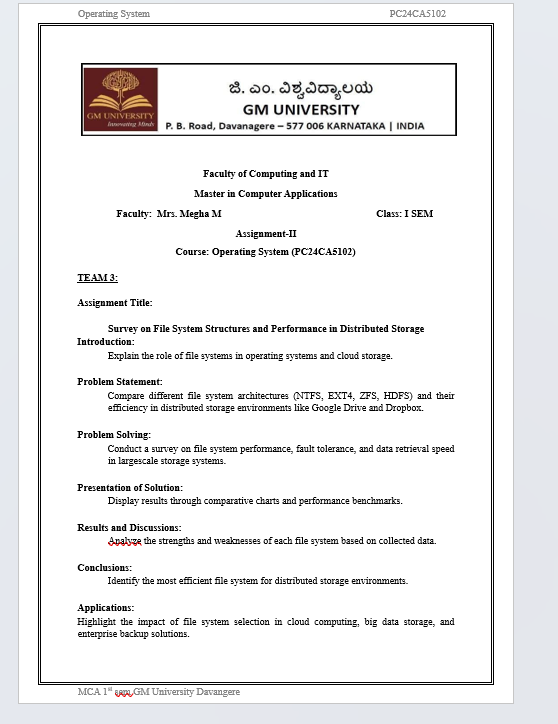 Operating System PC24CA5102
ಜಿ. ಎಂ. ವಿಶ್ವವಿದ್ಯಾಲಯ
GM UNIVERSITY
Innovating Minds
GM UNIVERSITY
P. B. Road, Davanagere – 577 006 KARNATAKA | INDIA
Faculty of Computing and IT
Master in Computer Applications
Faculty: Mrs. Megha M Class: I SEM
Assignment-II
Course: Operating System (PC24CA5102)
TEAM 3:
Assignment Title:
Survey on File System Structures and Performance in Distributed Storage
Introduction:
Explain the role of file systems in operating systems and cloud storage.
Problem Statement:
Compare different file system architectures (NTFS, EXT4, ZFS, HDFS) and their
efficiency in distributed storage environments like Google Drive and Dropbox.
Problem Solving:
Conduct a survey on file system performance, fault tolerance, and data retrieval speed
in largescale storage systems.
Presentation of Solution:
Display results through comparative charts and performance benchmarks.
Results and Discussions:
Analyze the strengths and weaknesses of each file system based on collected data.
Conclusions:
Identify the most efficient file system for distributed storage environments.
Applications:
Highlight the impact of file system selection in cloud computing, big data storage, and
enterprise backup solutions.
MCA 1st sem,GM University Davangere